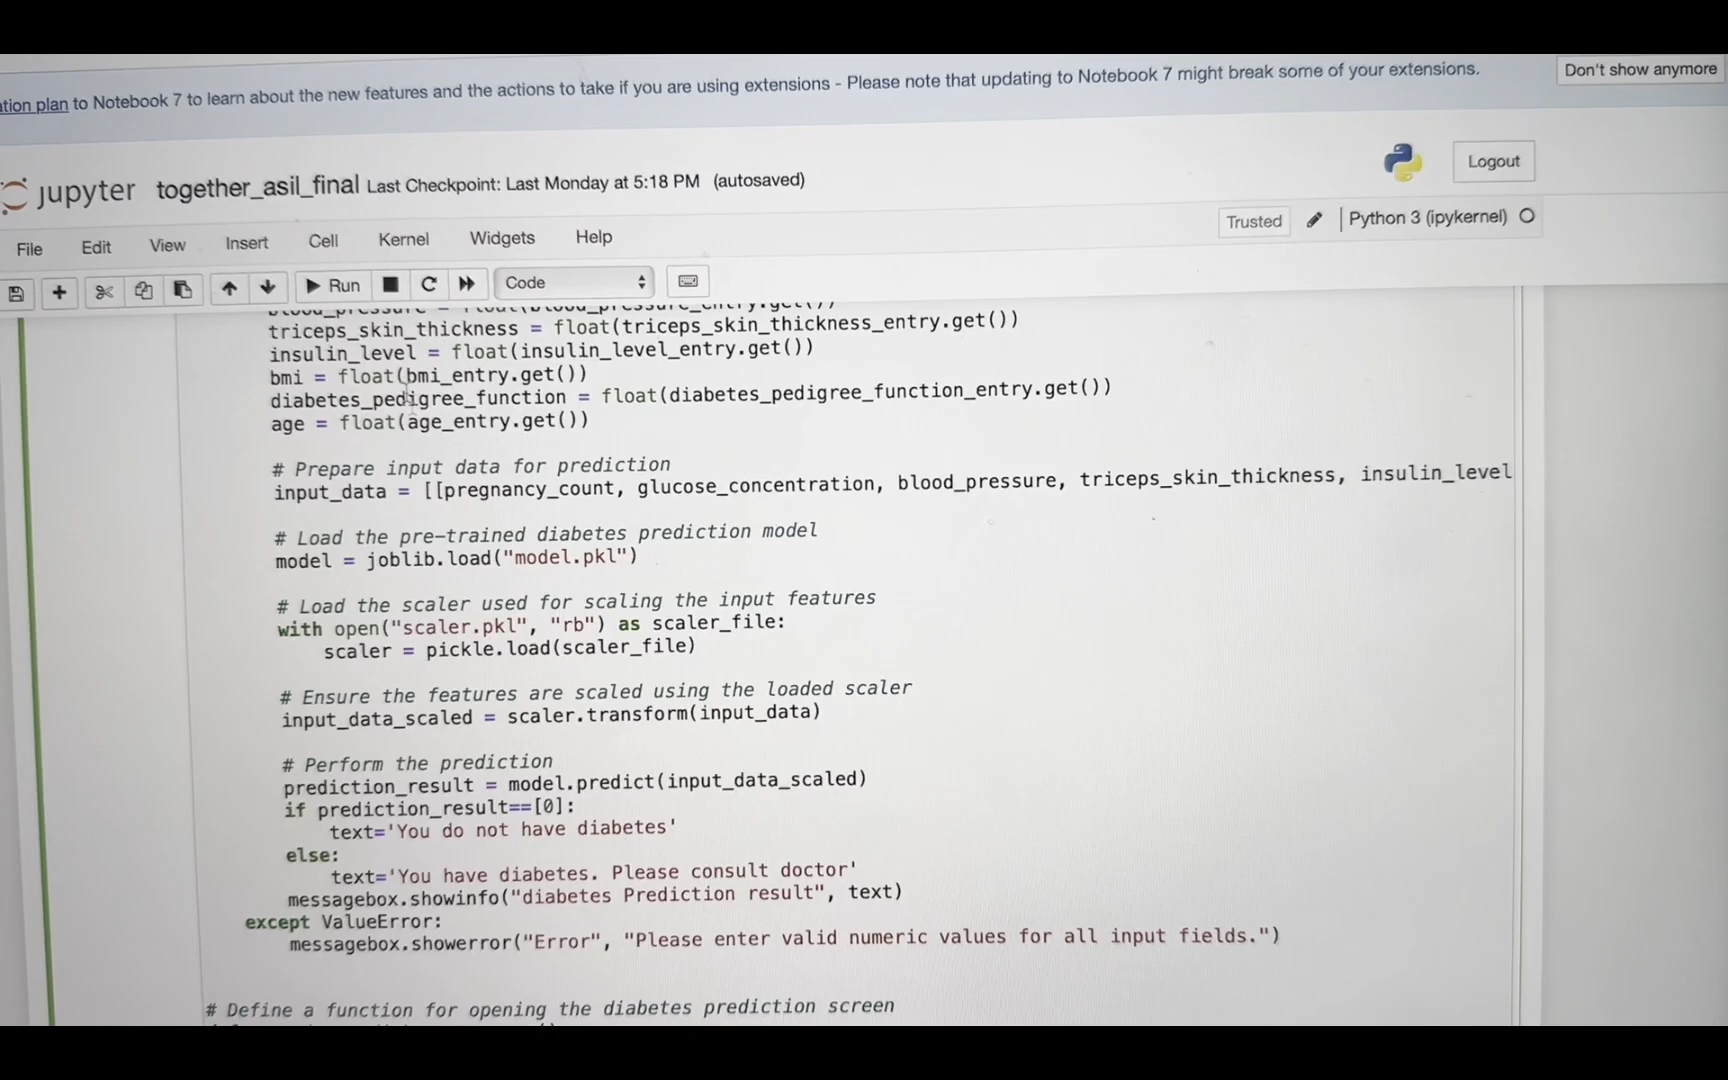 ation plan to Notebook 7 to learn about the new features and the actions to take if you are using extensions - Please note that updating to Notebook 7 might break some of your extensions.
Don't show anymore
jupyter together_asil_final Last Checkpoint: Last Monday at 5:18 PM (autosaved)
Logout
File Edit View Insert Cell Kernel Widgets Help
Trusted
Python 3 (ipykernel)
Run
Code
blood_pressure = float(blood_pressure_entry.get())
triceps_skin_thickness = float(triceps_skin_thickness_entry.get())
insulin_level = float(insulin_level_entry.get())
bmi = float(bmi_entry.get())
diabetes_pedigree_function = float(diabetes_pedigree_function_entry.get())
age = float(age_entry.get())
# Prepare input data for prediction
input_data = [[pregnancy_count, glucose_concentration, blood_pressure, triceps_skin_thickness, insulin_level
# Load the pre-trained diabetes prediction model
model = joblib.load("model.pkl")
# Load the scaler used for scaling the input features
with open("scaler.pkl", "rb") as scaler_file:
scaler = pickle.load(scaler_file)
# Ensure the features are scaled using the loaded scaler
input_data_scaled = scaler.transform(input_data)
# Perform the prediction
prediction_result = model.predict(input_data_scaled)
if prediction_result==[0]:
text='You do not have diabetes'
else:
text='You have diabetes. Please consult doctor'
messagebox.showinfo("diabetes Prediction result", text)
except ValueError:
messagebox.showerror("Error", "Please enter valid numeric values for all input fields.")
# Define a function for opening the diabetes prediction screen